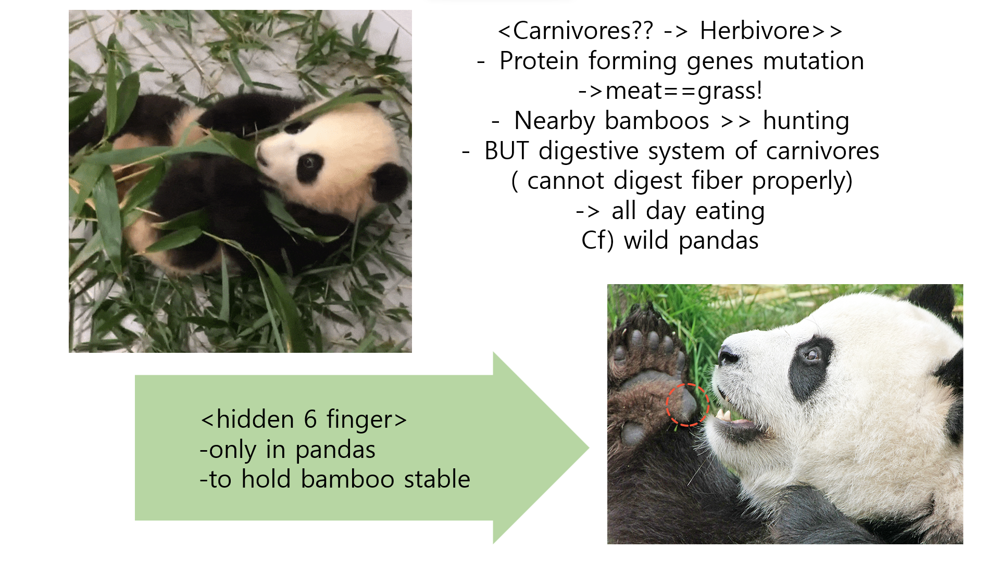 <Carnivores?? -> Herbivore>>
- Protein forming genes mutation
->meat==grass!
- Nearby bamboos >> hunting
- BUT digestive system of carnivores
( cannot digest fiber properly)
-> all day eating
Cf) wild pandas
<hidden 6 finger>
-only in pandas
-to hold bamboo stable